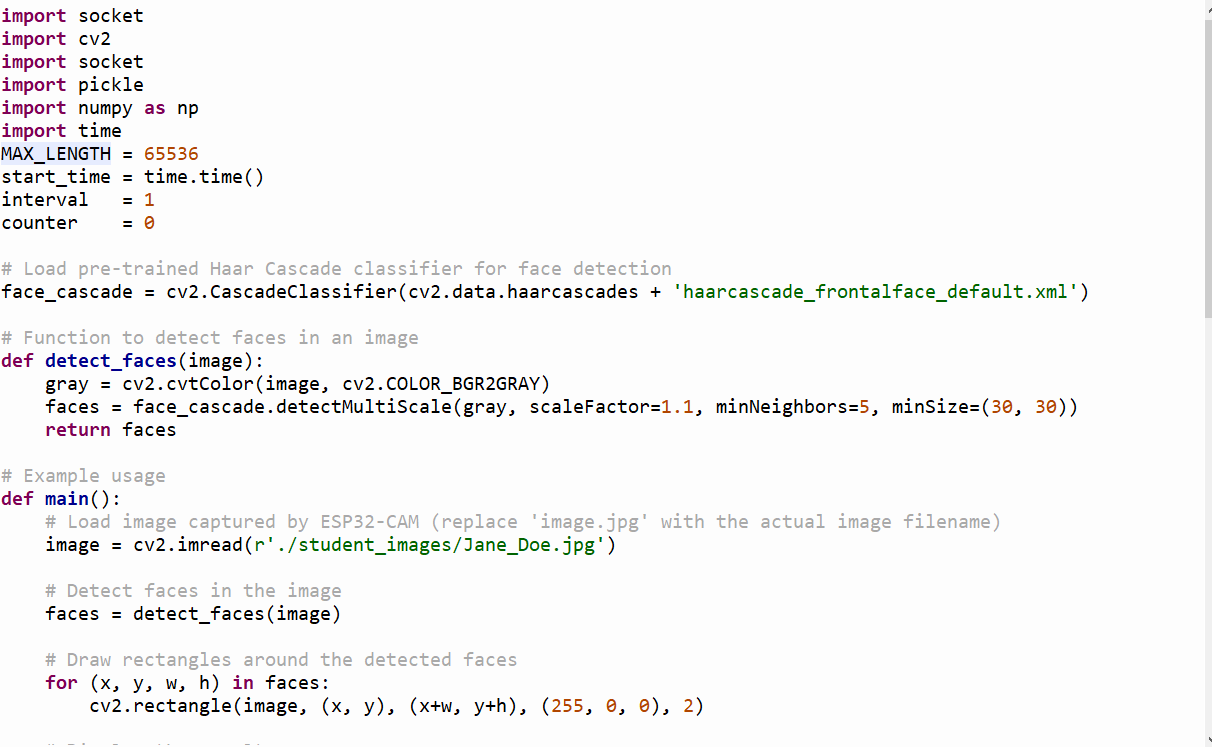 import socket
import cv2
import socket
import pickle
import numpy as np
import time
MAX_LENGTH = 65536
start_time = time.time()
interval   = 1
counter    = 0

# Load pre-trained Haar Cascade classifier for face detection
face_cascade = cv2.CascadeClassifier(cv2.data.haarcascades + 'haarcascade_frontalface_default.xml')

# Function to detect faces in an image
def detect_faces(image):
    gray = cv2.cvtColor(image, cv2.COLOR_BGR2GRAY)
    faces = face_cascade.detectMultiScale(gray, scaleFactor=1.1, minNeighbors=5, minSize=(30, 30))
    return faces

# Example usage
def main():
    # Load image captured by ESP32-CAM (replace 'image.jpg' with the actual image filename)
    image = cv2.imread(r'./student_images/Jane_Doe.jpg')

    # Detect faces in the image
    faces = detect_faces(image)

    # Draw rectangles around the detected faces
    for (x, y, w, h) in faces:
        cv2.rectangle(image, (x, y), (x+w, y+h), (255, 0, 0), 2)